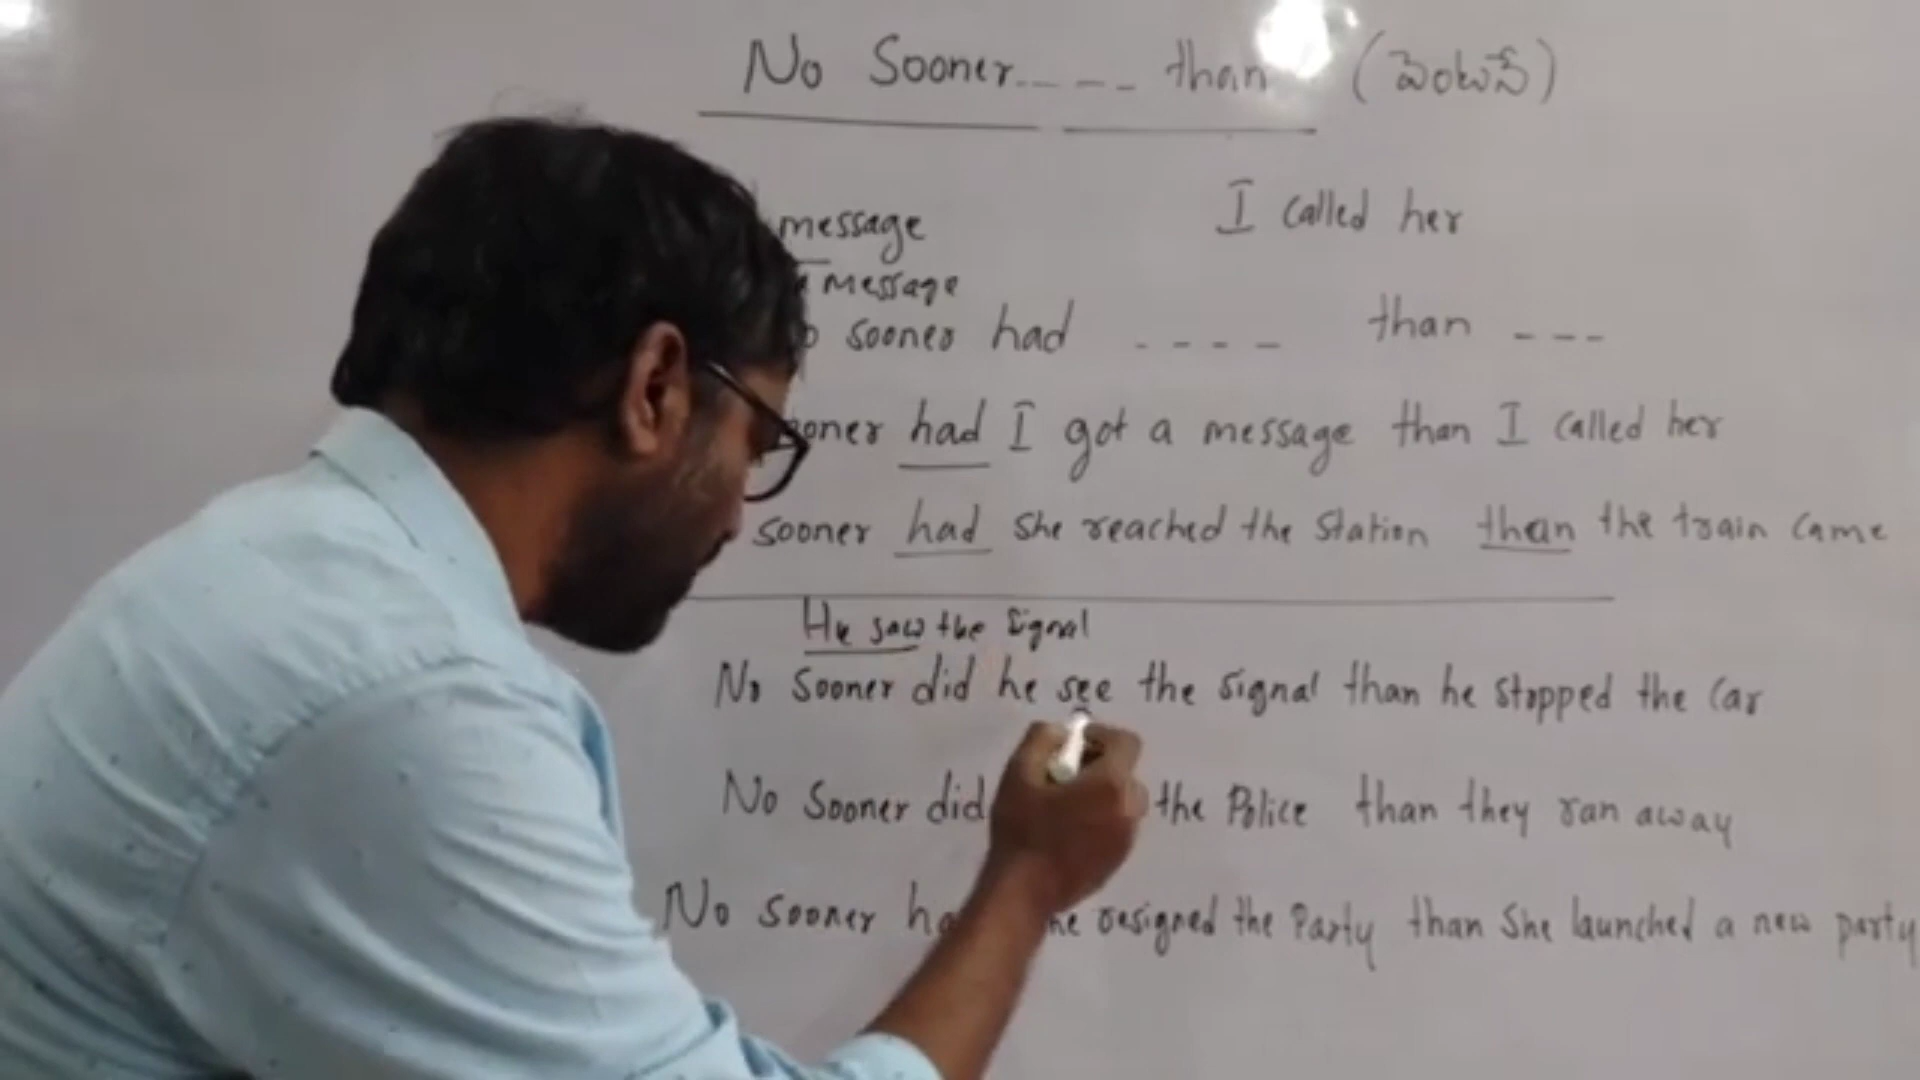 No Sooner.... --- than (వెంటనే)
message I called her
message
sooner had ---- than ---
had I got a message than I called her
sooner had She reached the Station than the train came
He saw the Signal
No Sooner did he see the signal than he stopped the Car
No Sooner did the Police than they ran away
No Sooner resigned the Party than She launched a new party